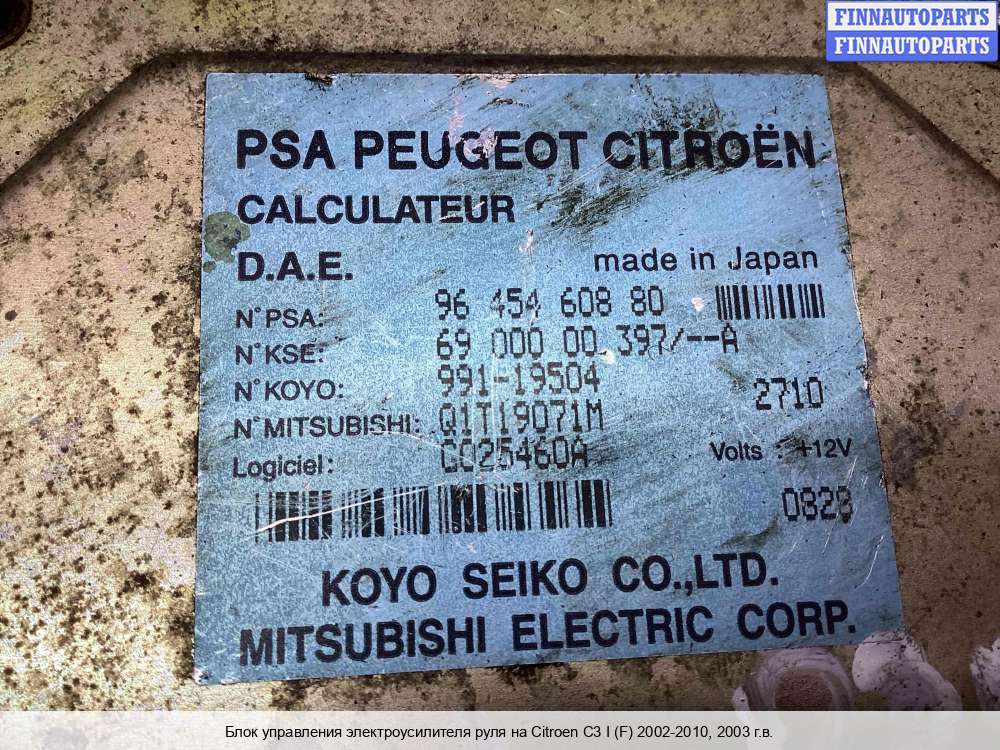 FINNAUTOPARTS
FINNAUTOPARTS
PSA PEUGEOT CITROËN
CALCULATEUR
D.A.E. made in Japan
N°PSA: 96 454 608 80
N°KSE: 69 000 00 397/--A
N°KOYO: 991-19504 2710
N°MITSUBISHI: Q1T19071M
Logiciel: Volts : +12V
KOYO SEIKO CO.,LTD.
MITSUBISHI ELECTRIC CORP.
Блок управления электроусилителя руля на Citroen C3 I (F) 2002-2010, 2003 г.в.